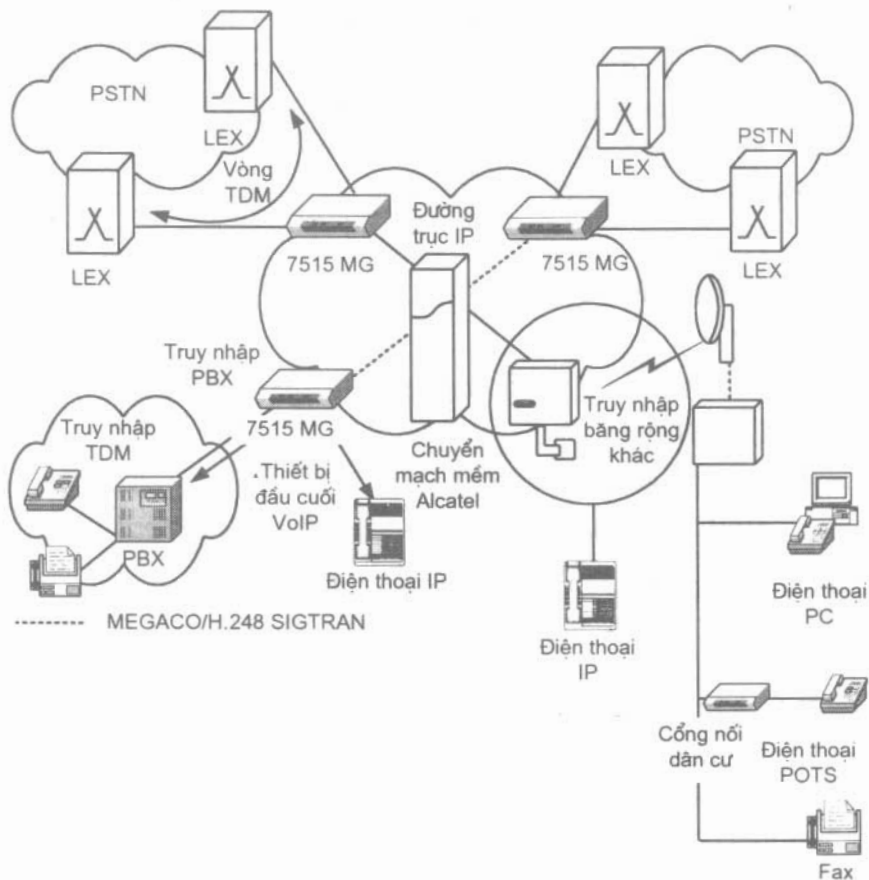 PSTN
LEX
Vòng
TDM
LEX
7515 MG
Đường
trục IP
7515 MG
LEX
PSTN
LEX
Truy nhập
PBX
7515 MG
Truy nhập
TDM
PBX
Thiết bị
đầu cuối
VoIP
Điện thoại IP
Chuyển
mạch mềm
Alcatel
Truy nhập
băng rộng
khác
Điện thoại
IP
Điện thoại
PC
Cổng nối
dân cư
Điện thoại
POTS
Fax
MEGACO/H.248 SIGTRAN